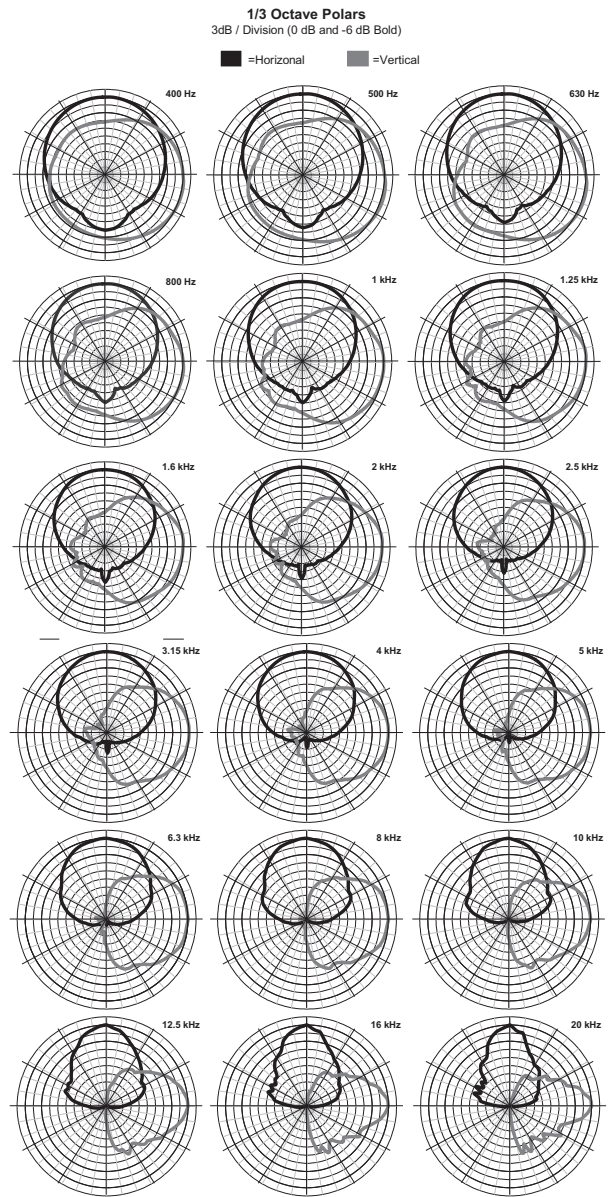 1/3 Octave Polars
3dB / Division (0 dB and -6 dB Bold)
=Horizonal =Vertical
400 Hz 500 Hz 630 Hz
800 Hz 1 kHz 1.25 kHz
1.6 kHz 2 kHz 2.5 kHz
3.15 kHz 4 kHz 5 kHz
6.3 kHz 8 kHz 10 kHz
12.5 kHz 16 kHz 20 kHz